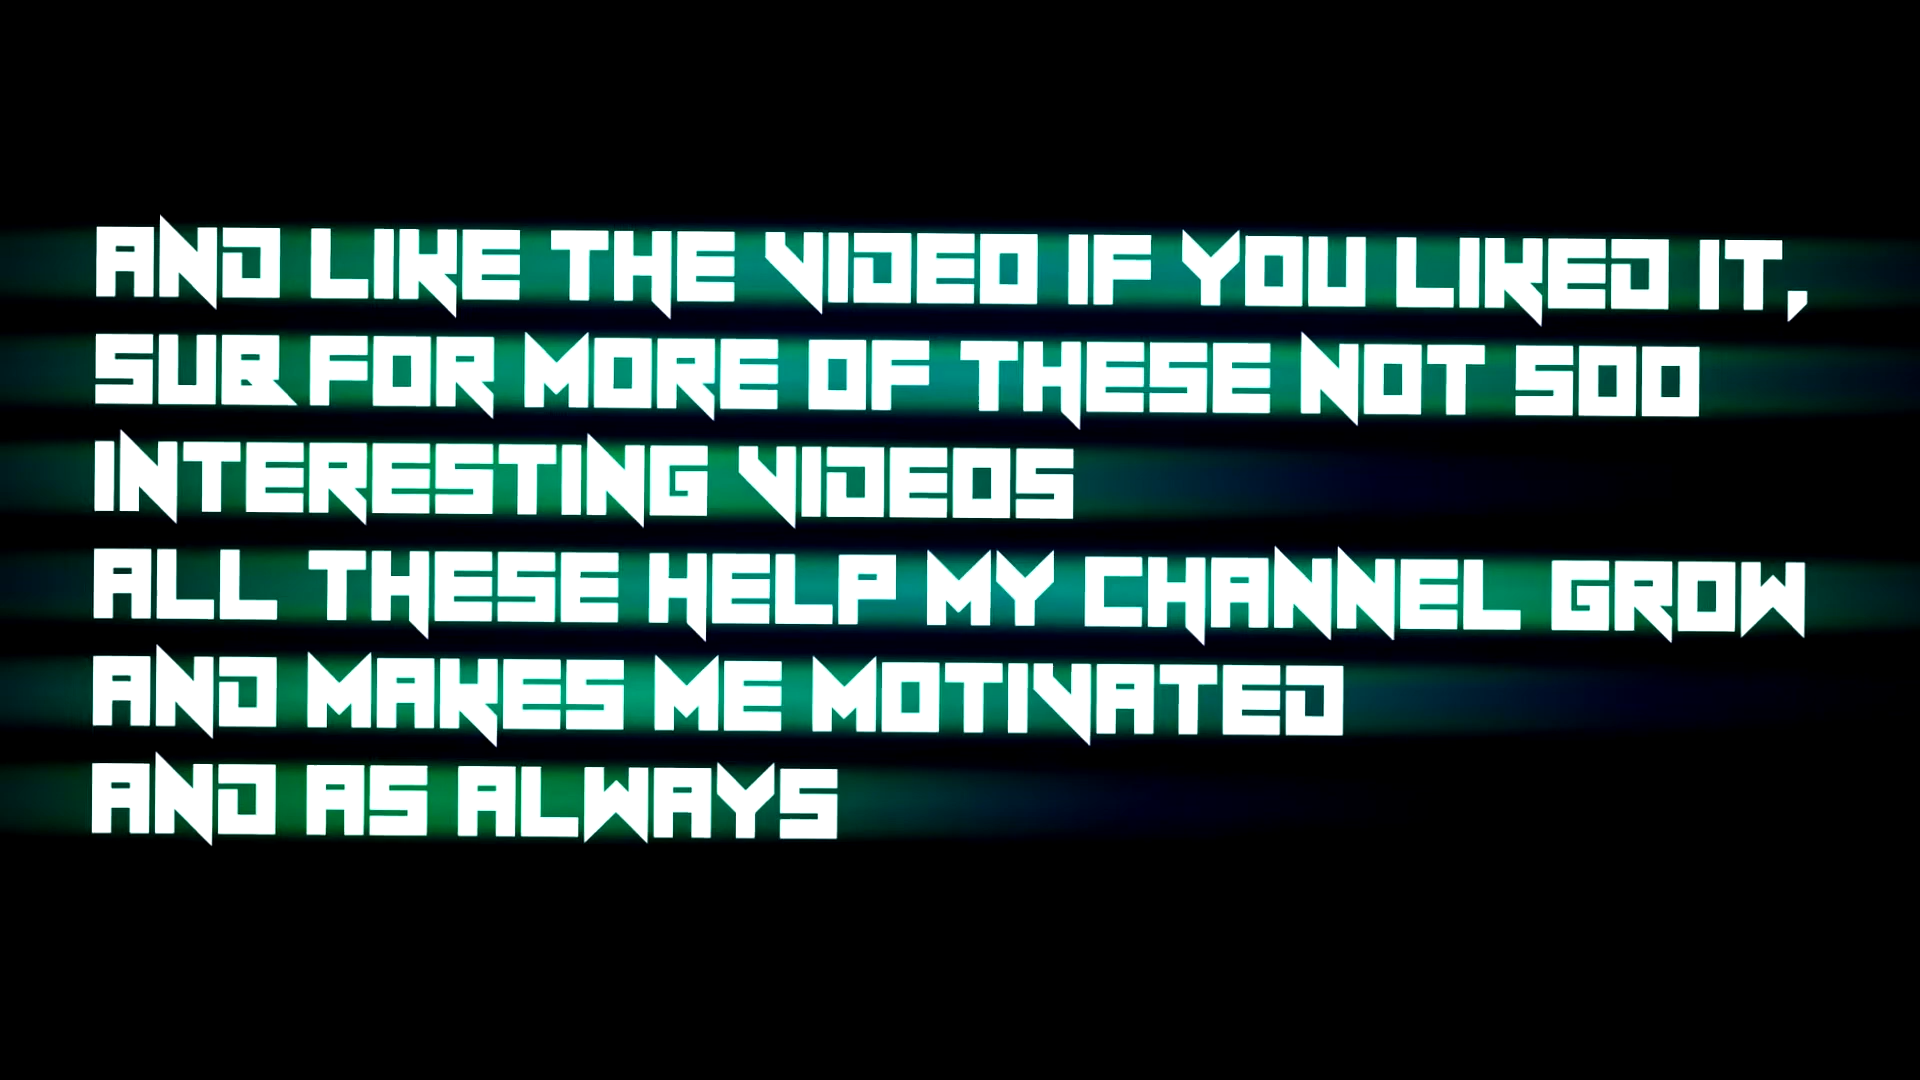 AND LIKE THE VIDEO IF YOU LIKED IT,
SUB FOR MORE OF THESE NOT SOO
INTERESTING VIDEOS
ALL THESE HELP MY CHANNEL GROW
AND MAKES ME MOTIVATED
AND AS ALWAYS